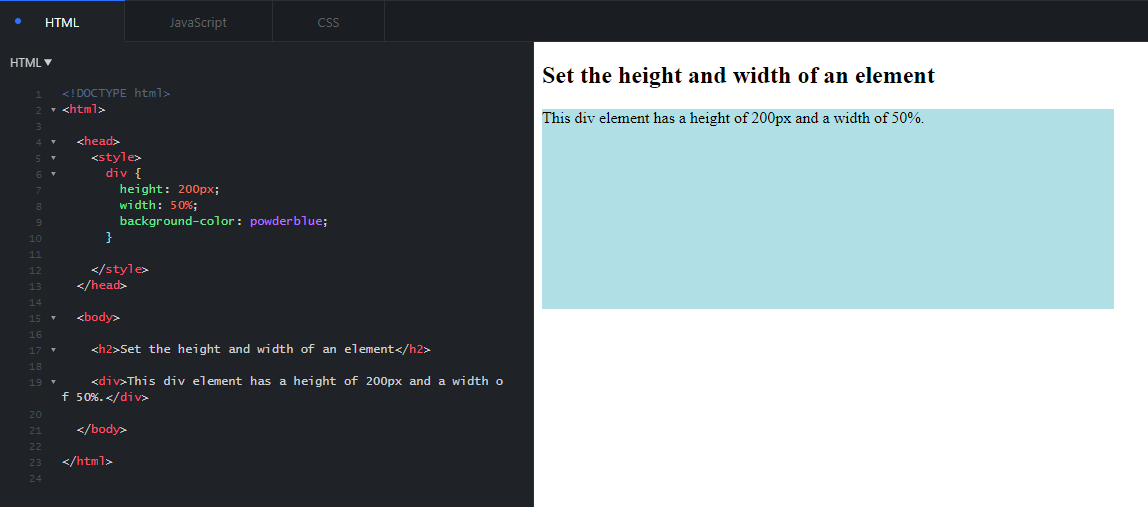 HTML
JavaScript
CSS
HTML▼
1 <!DOCTYPE html>
2 <html>
3
4 <head>
5 <style>
6 div {
7 height: 200px;
8 width: 50%;
9 background-color: powderblue;
10 }
11
12 </style>
13 </head>
14
15 <body>
16
17 <h2>Set the height and width of an element</h2>
18
19 <div>This div element has a height of 200px and a width o
f 50%.</div>
20
21 </body>
22
23 </html>
24
Set the height and width of an element
This div element has a height of 200px and a width of 50%.